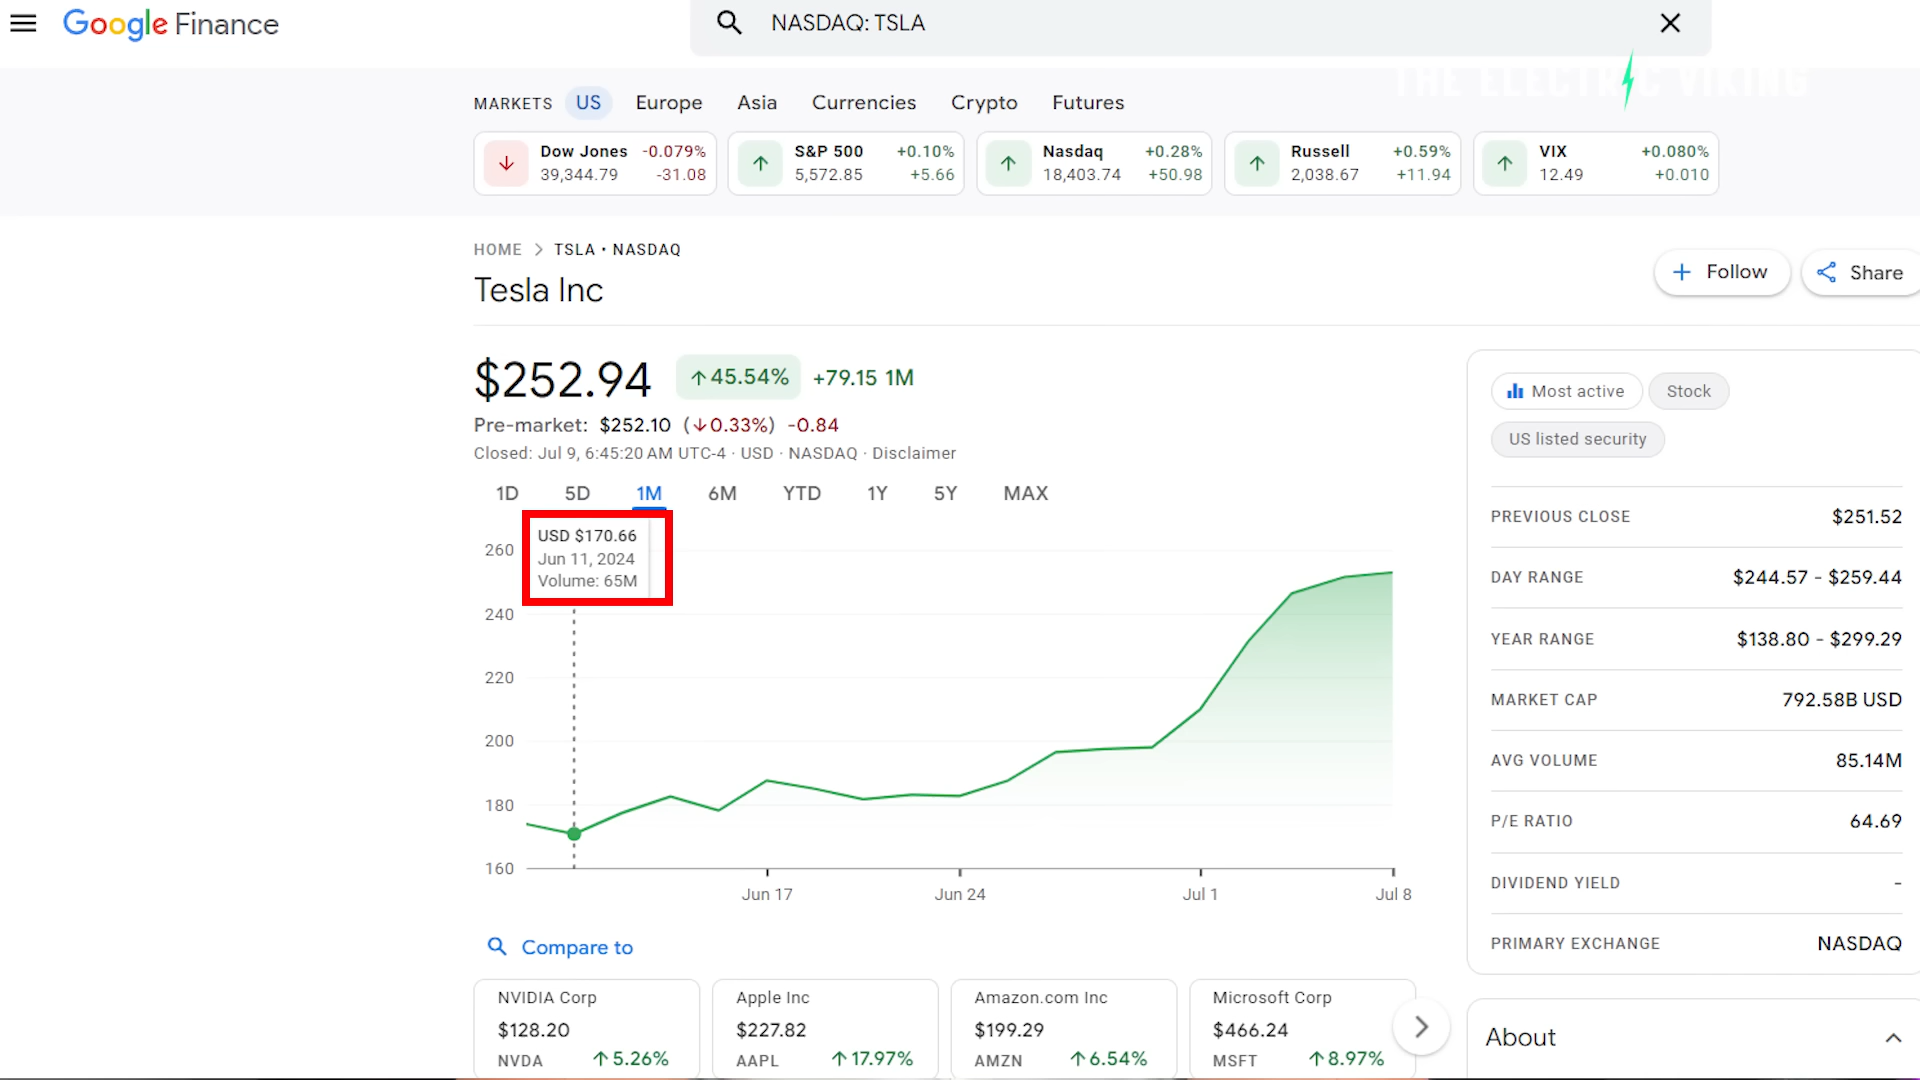 Google Finance
NASDAQ: TSLA
THE ELECTRIC VIKING
MARKETS US Europe Asia Currencies Crypto Futures
Dow Jones -0.079%
39,344.79 -31.08
S&P 500 +0.10%
5,572.85 +5.66
Nasdaq +0.28%
18,403.74 +50.98
Russell +0.59%
2,038.67 +11.94
VIX +0.080%
12.49 +0.010
HOME > TSLA • NASDAQ
Tesla Inc
Follow
Share
$252.94 ↑45.54% +79.15 1M
Pre-market: $252.10 (↓0.33%) -0.84
Closed: Jul 9, 6:45:20 AM UTC-4 · USD · NASDAQ · Disclaimer
1D 5D 1M 6M YTD 1Y 5Y MAX
USD $170.66
Jun 11, 2024
Volume: 65M
260
240
220
200
180
160
Jun 17 Jun 24 Jul 1 Jul 8
Compare to
NVIDIA Corp
$128.20
NVDA ↑5.26%
Apple Inc
$227.82
AAPL ↑17.97%
Amazon.com Inc
$199.29
AMZN ↑6.54%
Microsoft Corp
$466.24
MSFT ↑8.97%
Most active
Stock
US listed security
PREVIOUS CLOSE $251.52
DAY RANGE $244.57 - $259.44
YEAR RANGE $138.80 - $299.29
MARKET CAP 792.58B USD
AVG VOLUME 85.14M
P/E RATIO 64.69
DIVIDEND YIELD -
PRIMARY EXCHANGE NASDAQ
About